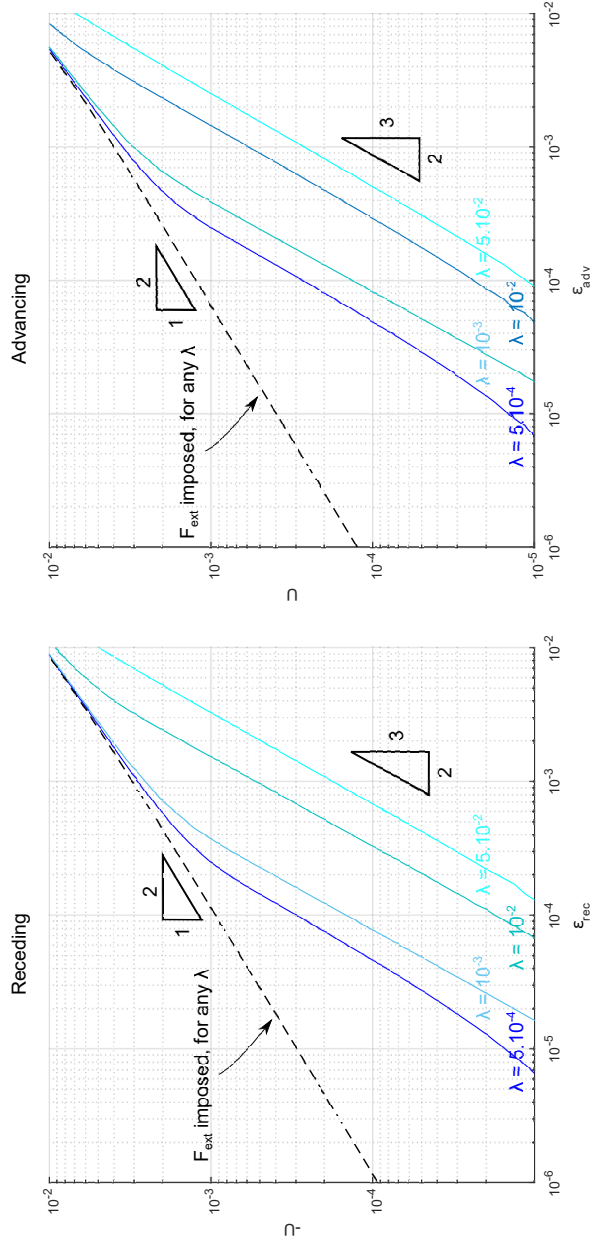 Receding
10^-2
10^-3
10^-4
-U
2
1
F_ext imposed, for any λ
3
2
λ = 5.10^-4
λ = 10^-3
λ = 10^-2
λ = 5.10^-2
10^-6
10^-5
10^-4
10^-3
10^-2
ε_rec
Advancing
10^-2
10^-3
10^-4
10^-5
U
2
1
F_ext imposed, for any λ
3
2
λ = 5.10^-4
λ = 10^-3
λ = 10^-2
λ = 5.10^-2
10^-6
10^-5
10^-4
10^-3
10^-2
ε_adv